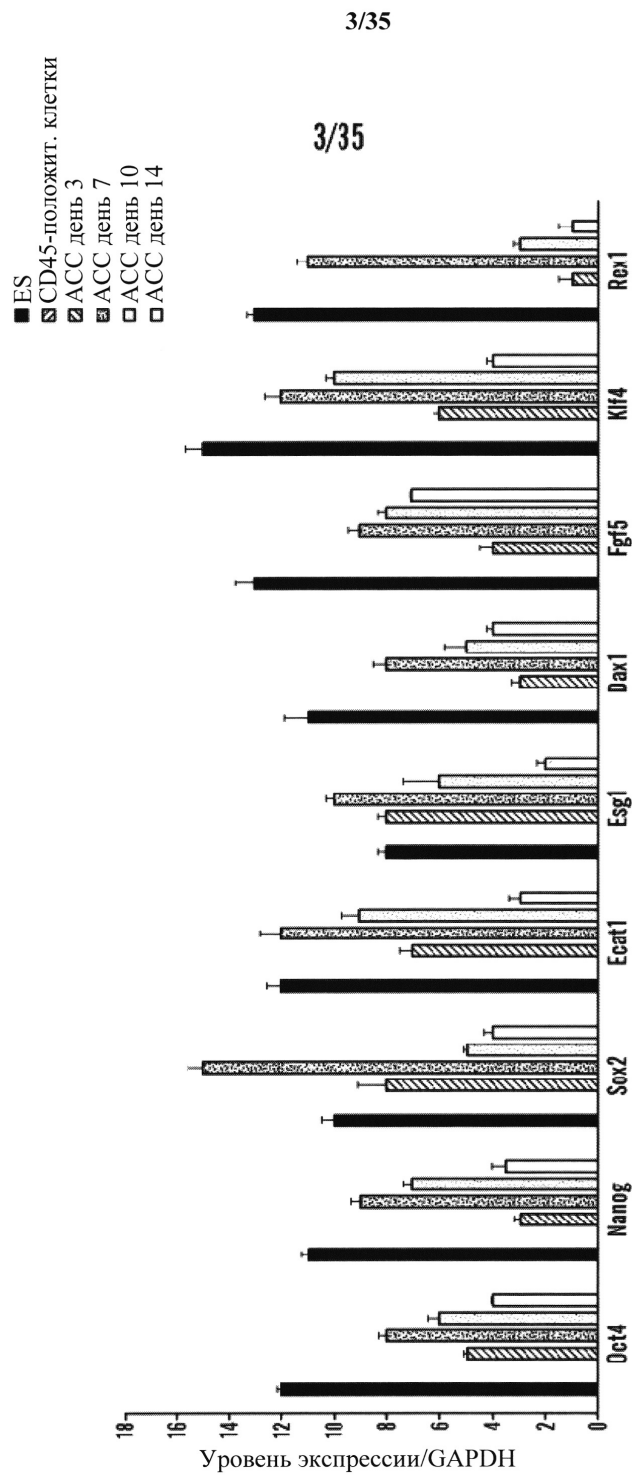 3/35
3/35
ES
CD45-положит. клетки
ACC день 3
ACC день 7
ACC день 10
ACC день 14
Уровень экспрессии/GAPDH
18
16
14
12
10
8
6
4
2
0
Oct4
Nanog
Sox2
Ecat1
Esg1
Dax1
Fgf5
Klf4
Rex1